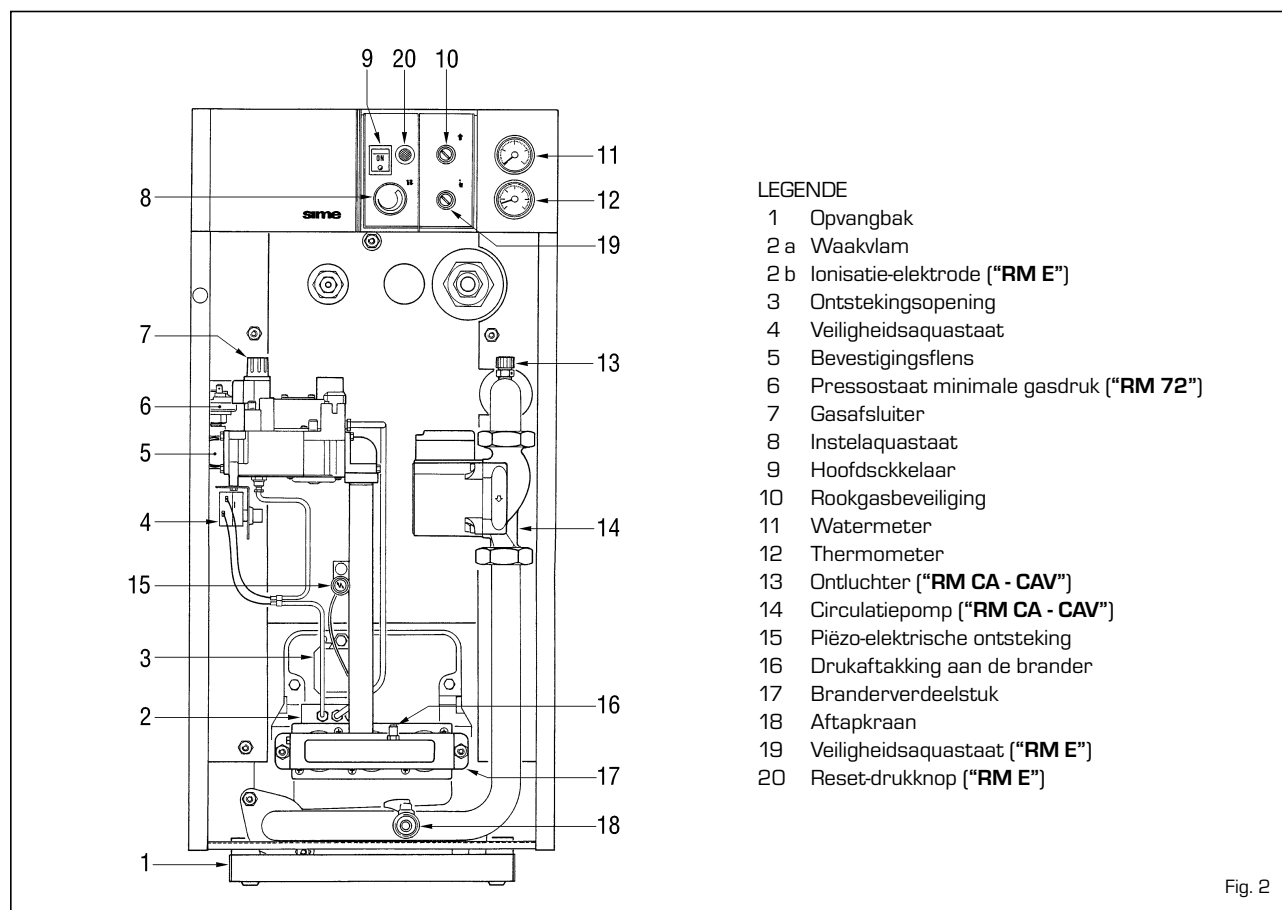 9 20 10
11
8
12
ON
sime
19
7
13
6
5
4
14
15
3
2
16
17
18
1
LEGENDE
1 Opvangbak
2 a Waakvlam
2 b Ionisatie-elektrode (“RM E”)
3 Ontstekingsopening
4 Veiligheidsaquastaat
5 Bevestigingsflens
6 Pressostaat minimale gasdruk (“RM 72”)
7 Gasafsluiter
8 Instelaquastaat
9 Hoofdsckkelaar
10 Rookgasbeveiliging
11 Watermeter
12 Thermometer
13 Ontluchter (“RM CA - CAV”)
14 Circulatiepomp (“RM CA - CAV”)
15 Piëzo-elektrische ontsteking
16 Drukaftakking aan de brander
17 Branderverdeelstuk
18 Aftapkraan
19 Veiligheidsaquastaat (“RM E”)
20 Reset-drukknop (“RM E”)
Fig. 2